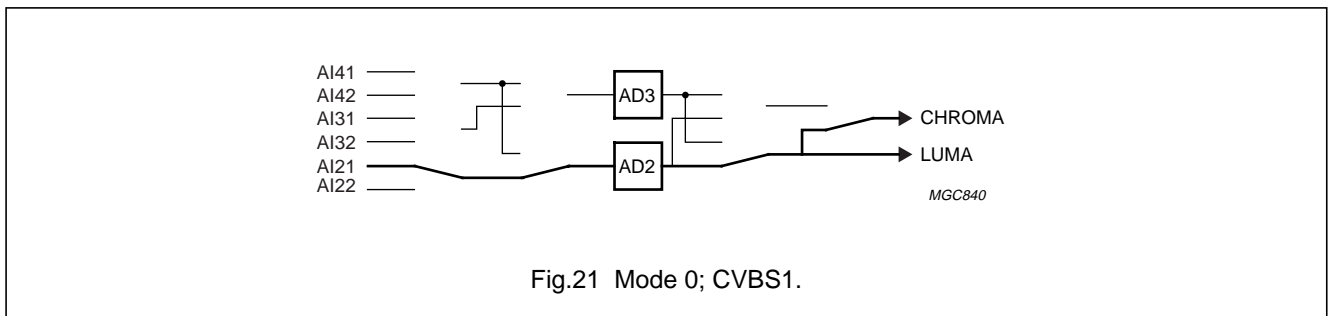 AI41
AI42
AI31
AI32
AI21
AI22
AD3
AD2
CHROMA
LUMA
MGC840
Fig.21 Mode 0; CVBS1.